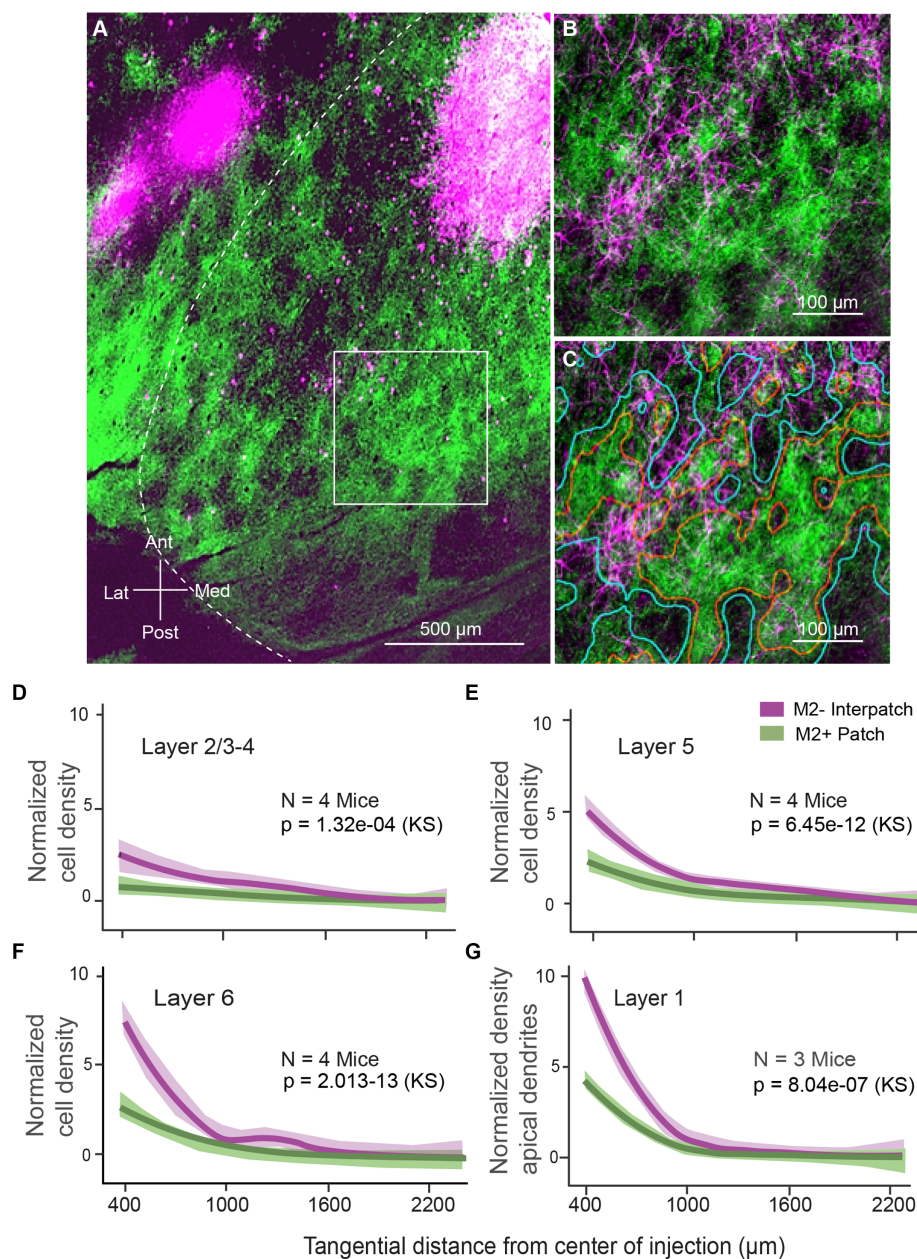 A
B
100 µm
C
Ant
Lat
Med
Post
500 µm
100 µm
D
10
5
0
Normalized
cell density
Layer 2/3-4
N = 4 Mice
p = 1.32e-04 (KS)
E
10
5
0
Normalized
cell density
Layer 5
M2- Interpatch
M2+ Patch
N = 4 Mice
p = 6.45e-12 (KS)
F
10
5
0
Normalized
cell density
Layer 6
N = 4 Mice
p = 2.013-13 (KS)
400
1000
1600
2200
G
10
5
0
Normalized density
apical dendrites
Layer 1
N = 3 Mice
p = 8.04e-07 (KS)
400
1000
1600
2200
Tangential distance from center of injection (µm)